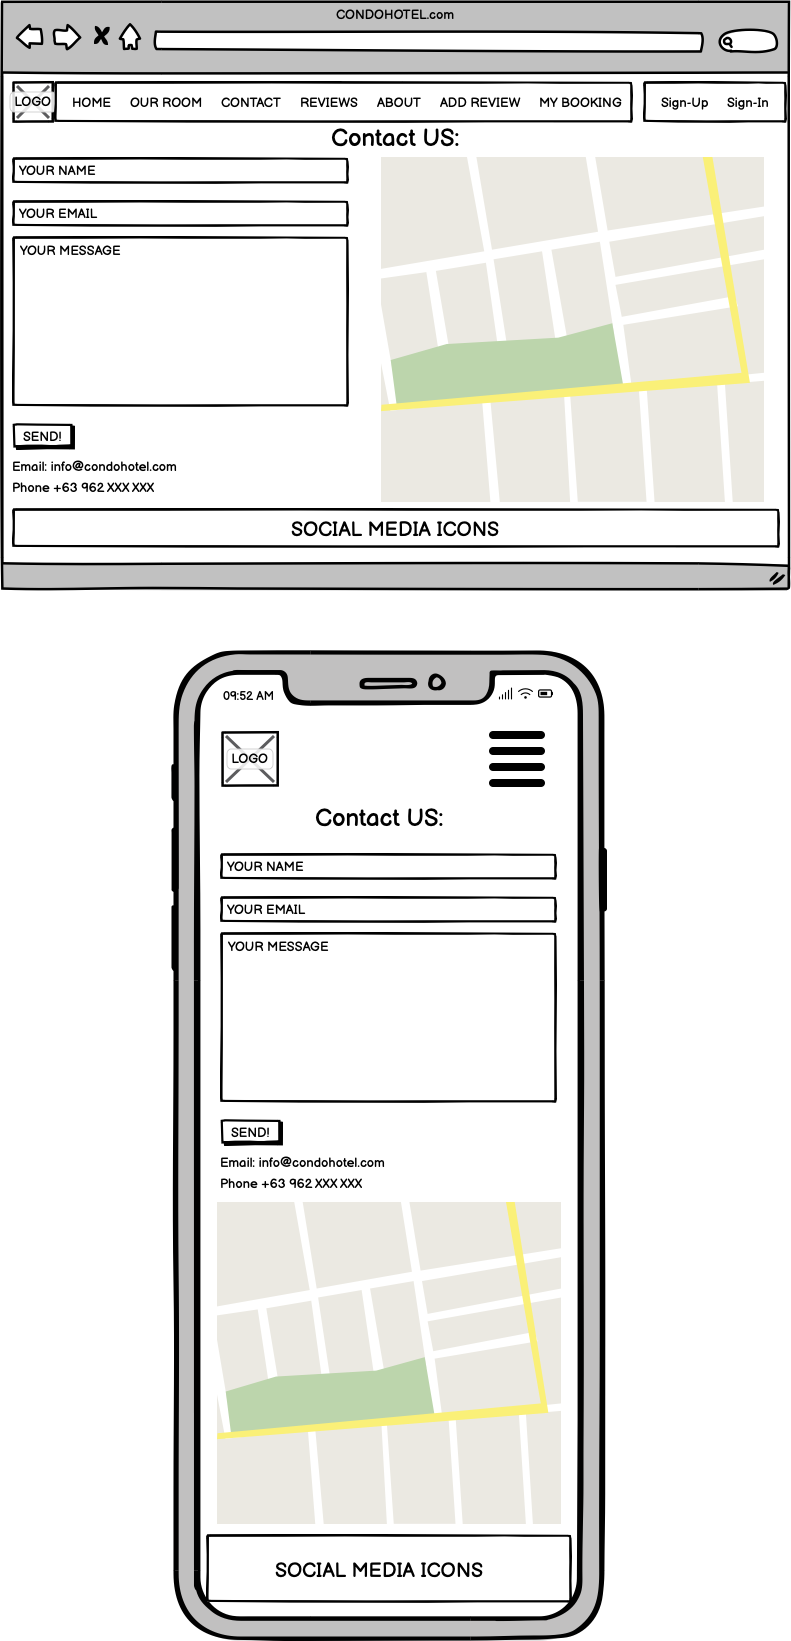 CONDOHOTEL.com
LOGO HOME OUR ROOM CONTACT REVIEWS ABOUT ADD REVIEW MY BOOKING Sign-Up Sign-In
Contact US:
YOUR NAME
YOUR EMAIL
YOUR MESSAGE
SEND!
Email: info@condohotel.com
Phone +63 962 XXX XXX
SOCIAL MEDIA ICONS
09:52 AM
LOGO
Contact US:
YOUR NAME
YOUR EMAIL
YOUR MESSAGE
SEND!
Email: info@condohotel.com
Phone +63 962 XXX XXX
SOCIAL MEDIA ICONS